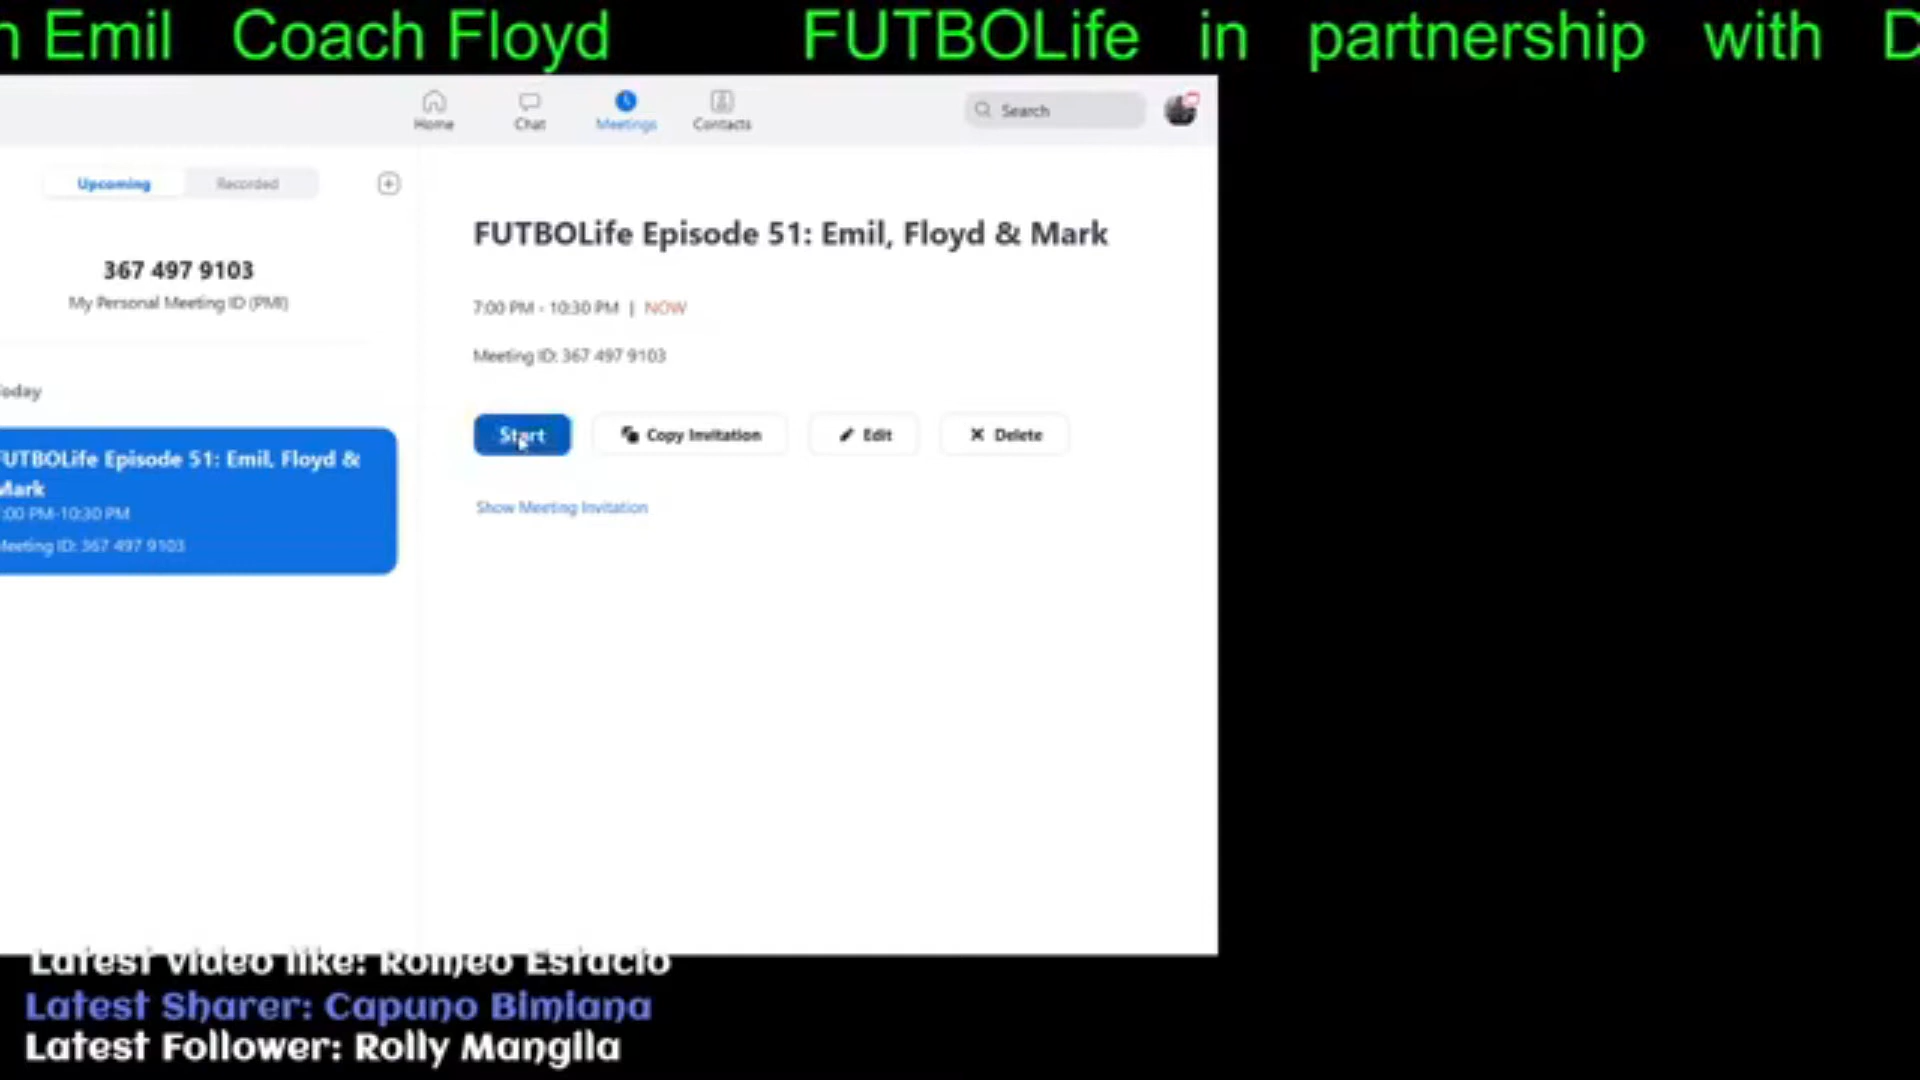 Emil Coach Floyd FUTBOLife in partnership with
Home Chat Meetings Contacts
Search
Upcoming Recorded
367 497 9103
My Personal Meeting ID (PMI)
oday
FUTBOLife Episode 51: Emil, Floyd &
Mark
:00 PM-10:30 PM
Meeting ID: 367 497 9103
FUTBOLife Episode 51: Emil, Floyd & Mark
7:00 PM - 10:30 PM | NOW
Meeting ID: 367 497 9103
Start Copy Invitation Edit Delete
Show Meeting Invitation
Latest video like: Romeo Estacio
Latest Sharer: Capuno Bimiana
Latest Follower: Rolly Mangila